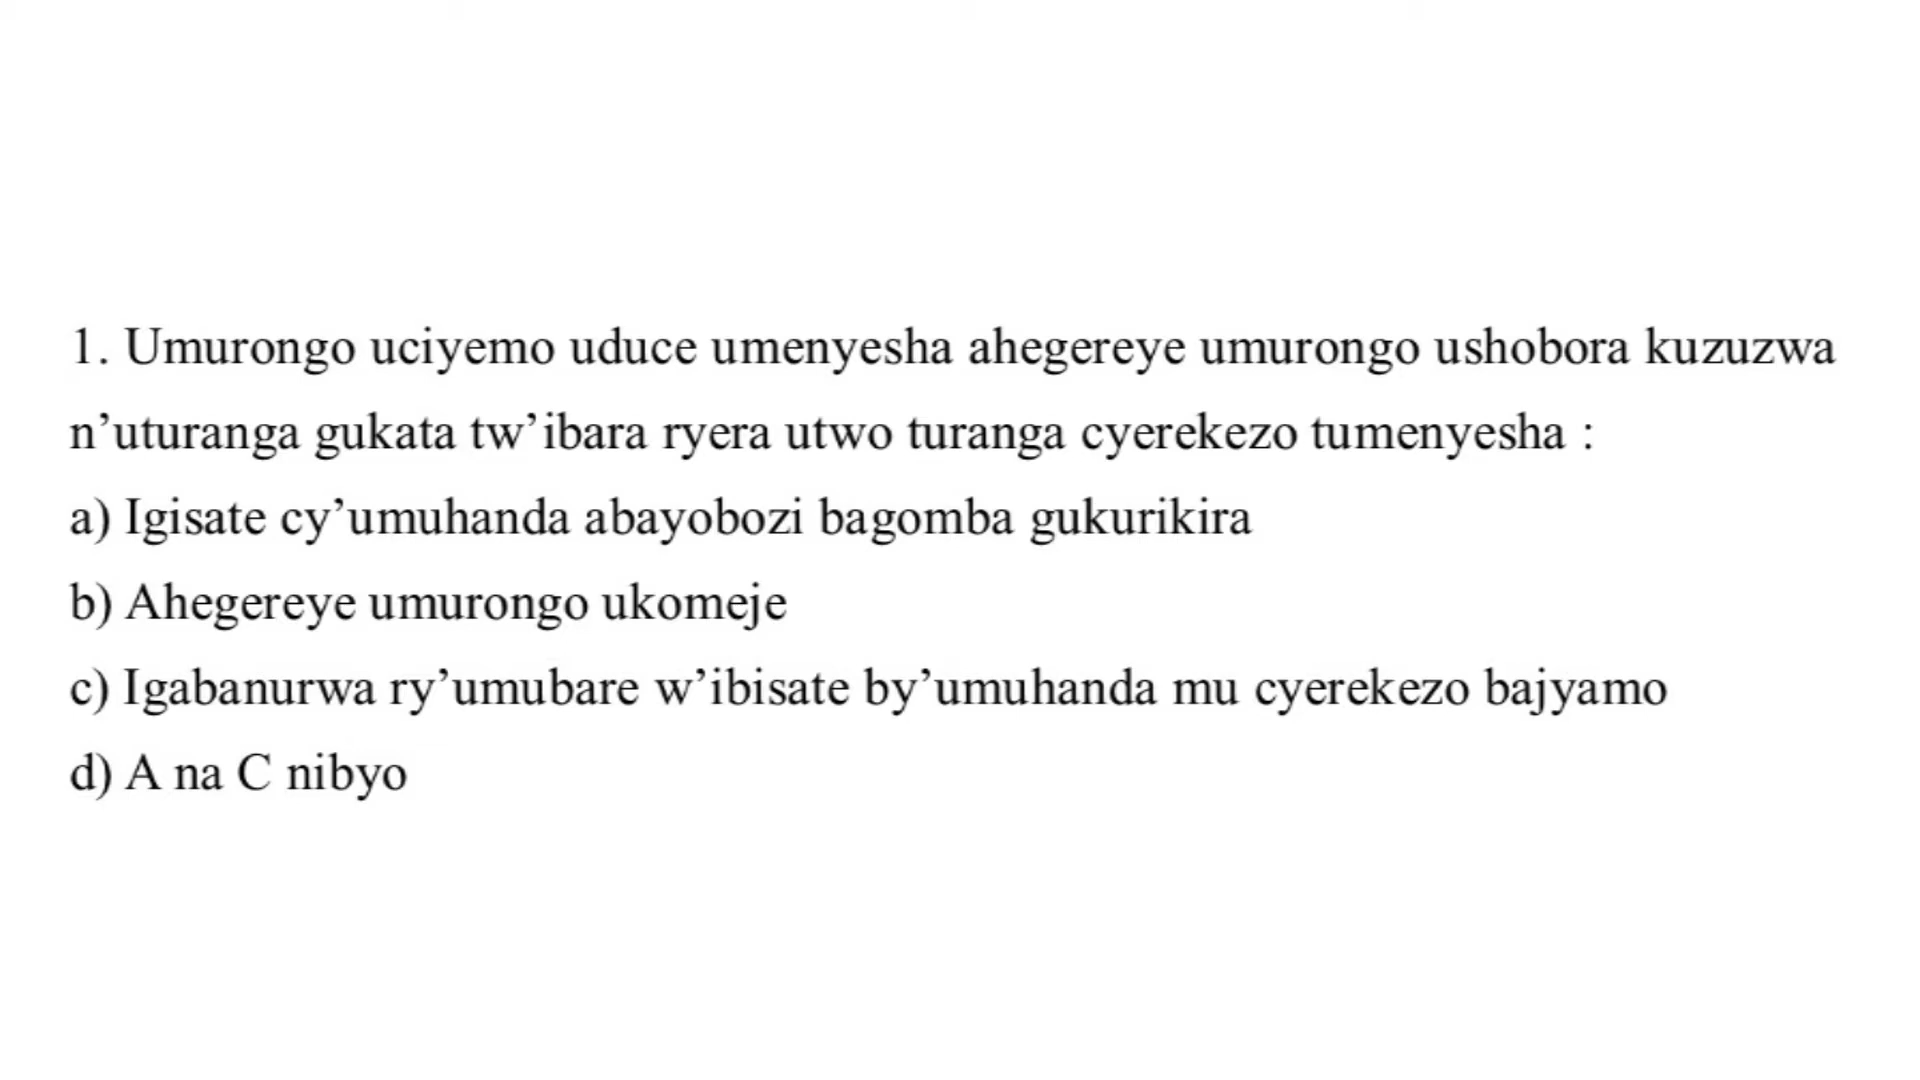 1. Umurongo uciyemo uduce umenyesha ahegereye umurongo ushobora kuzuzwa
n’uturanga gukata tw’ibara ryera utwo turanga cyerekezo tumenyesha :
a) Igisate cy’umuhanda abayobozi bagomba gukurikira
b) Ahegereye umurongo ukomeje
c) Igabanurwa ry’umubare w’ibisate by’umuhanda mu cyerekezo bajyamo
d) A na C nibyo